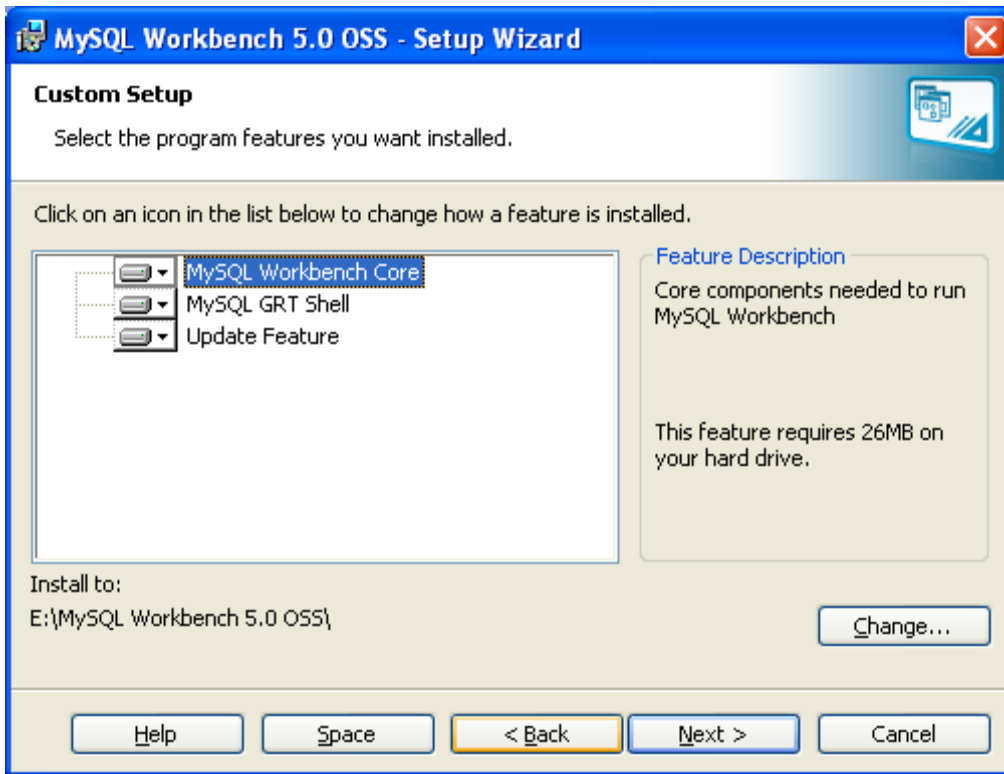 MySQL Workbench 5.0 OSS - Setup Wizard
Custom Setup
Select the program features you want installed.
Click on an icon in the list below to change how a feature is installed.
MySQL Workbench Core
MySQL GRT Shell
Update Feature
Feature Description
Core components needed to run
MySQL Workbench
This feature requires 26MB on
your hard drive.
Install to:
E:\MySQL Workbench 5.0 OSS\
Change...
Help
Space
< Back
Next >
Cancel